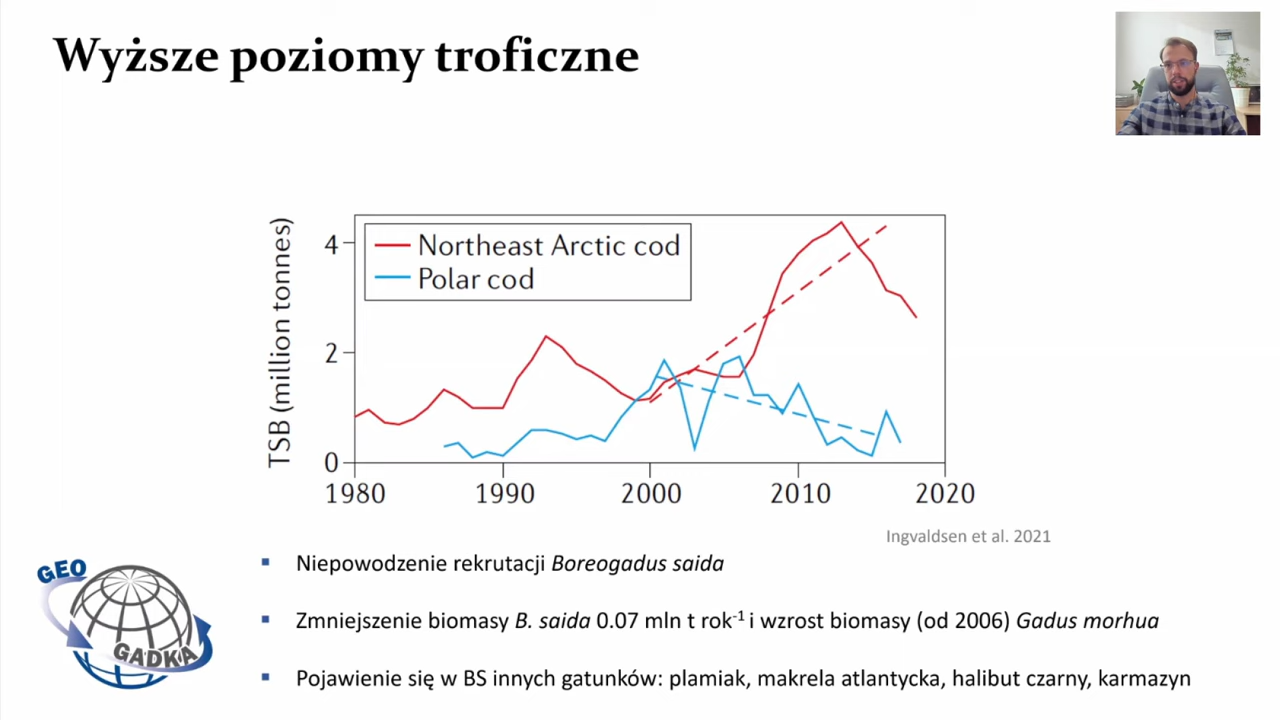 Wyższe poziomy troficzne
TSB (million tonnes)
4
2
0
Northeast Arctic cod
Polar cod
1980 1990 2000 2010 2020
Ingvaldsen et al. 2021
▪ Niepowodzenie rekrutacji Boreogadus saida
▪ Zmniejszenie biomasy B. saida 0.07 mln t rok⁻¹ i wzrost biomasy (od 2006) Gadus morhua
▪ Pojawienie się w BS innych gatunków: plamiak, makrela atlantycka, halibut czarny, karmazyn
GEO
GADKA